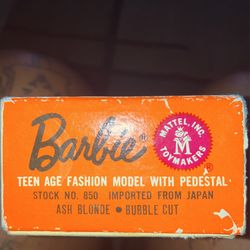 Barbie®
MATTEL, INC.
M
TOYMAKERS
®
TEEN AGE FASHION MODEL WITH PEDESTAL
STOCK NO. 850 IMPORTED FROM JAPAN
ASH BLONDE • BUBBLE CUT